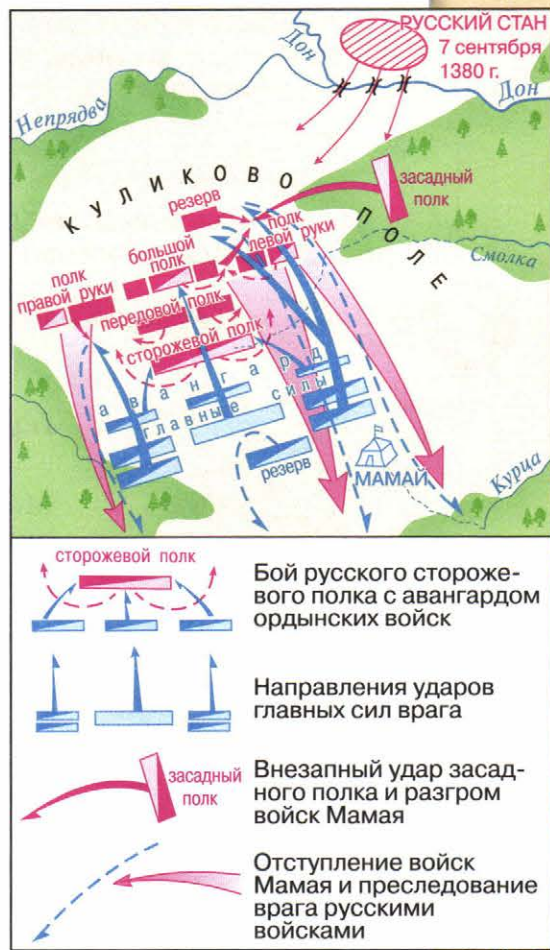 РУССКИЙ СТАН
7 сентября
1380 г.
Дон
Дон
Непрядва
КУЛИКОВО ПОЛЕ
засадный
полк
резерв
полк
левой руки
большой
полк
полк
правой руки
передовой полк
сторожевой полк
Смолка
авангард
главные силы
резерв
МАМАЙ
Курца
сторожевой полк
Бой русского стороже-
вого полка с авангардом
ордынских войск
Направления ударов
главных сил врага
засадный
полк
Внезапный удар засад-
ного полка и разгром
войск Мамая
Отступление войск
Мамая и преследование
врага русскими
войсками